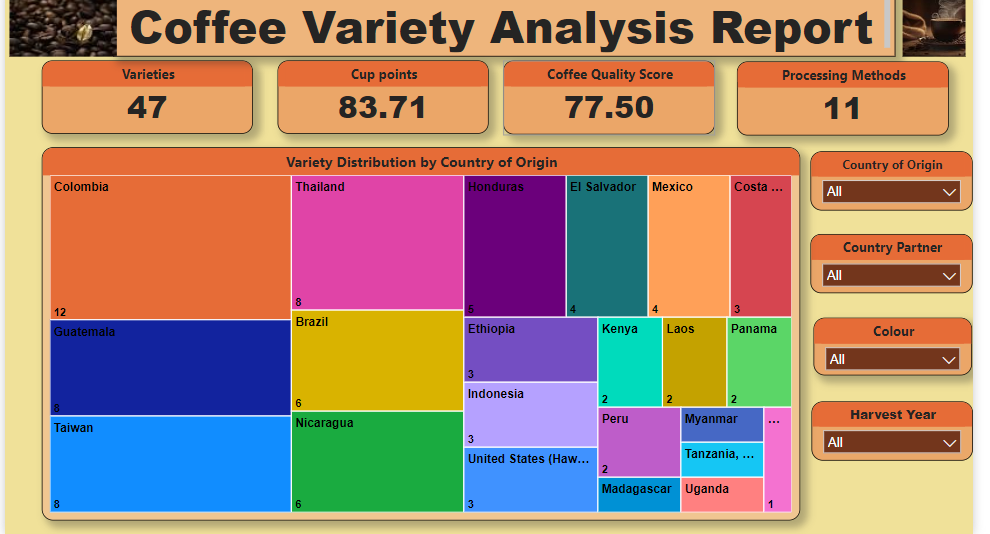 Coffee Variety Analysis Report
Varieties
47
Cup points
83.71
Coffee Quality Score
77.50
Processing Methods
11
Variety Distribution by Country of Origin
Colombia
12
Guatemala
8
Taiwan
8
Thailand
8
Brazil
6
Nicaragua
6
Honduras
5
El Salvador
4
Mexico
4
Costa ...
3
Ethiopia
3
Indonesia
3
United States (Haw...
3
Kenya
2
Laos
2
Panama
2
Peru
2
Madagascar
Myanmar
Tanzania, ...
Uganda
...
1
Country of Origin
All
Country Partner
All
Colour
All
Harvest Year
All